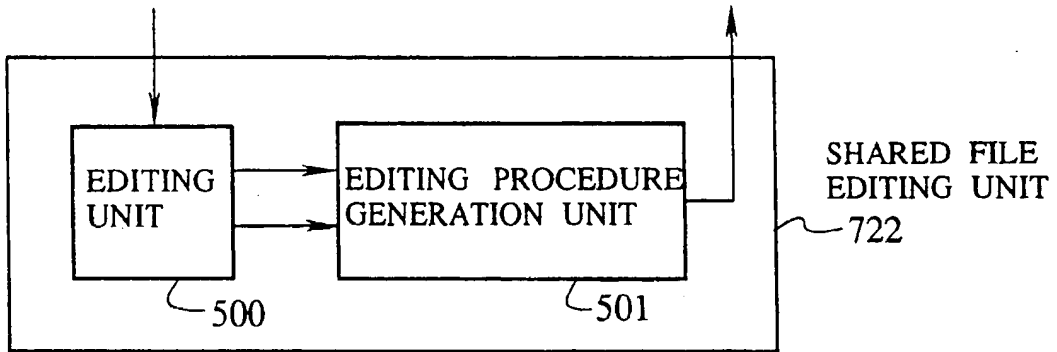 EDITING
UNIT
500
EDITING PROCEDURE
GENERATION UNIT
501
SHARED FILE
EDITING UNIT
722